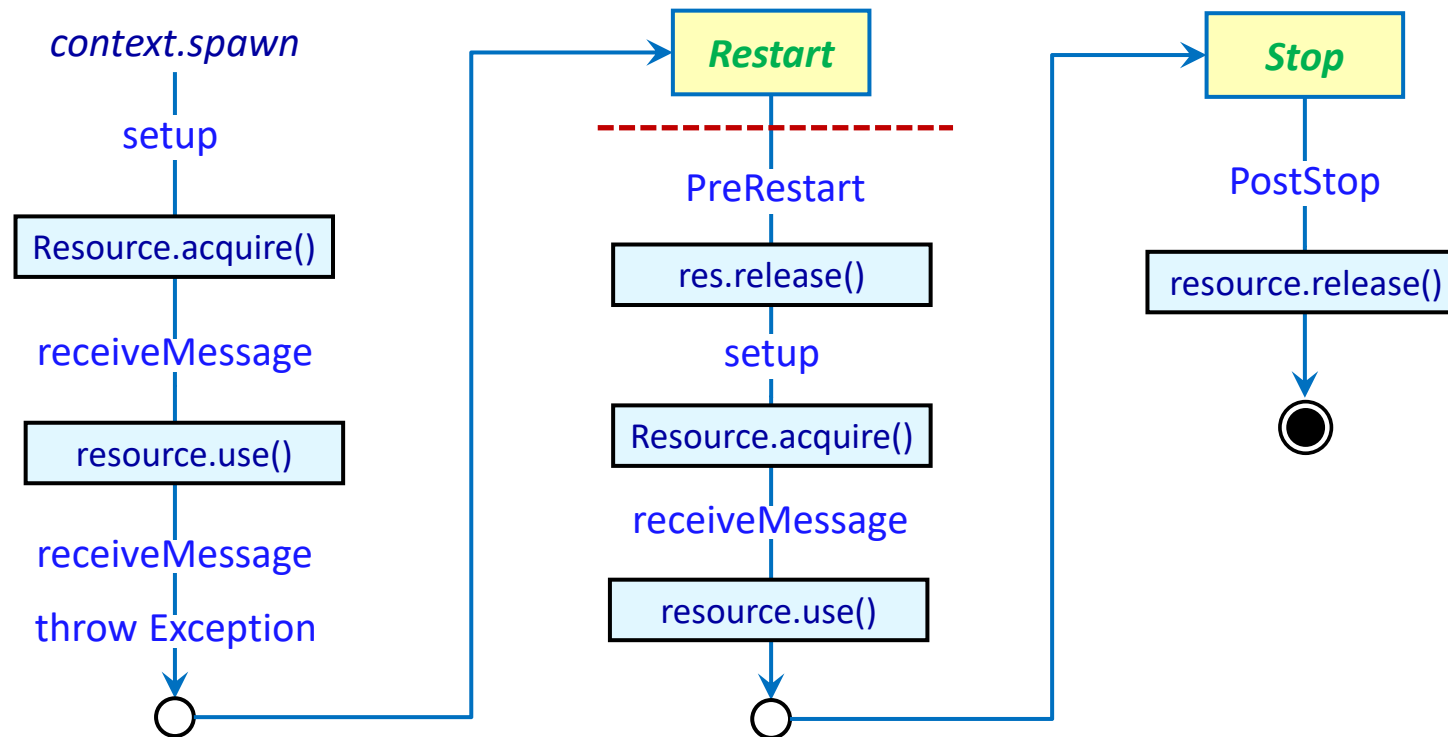 context.spawn
setup
Resource.acquire()
receiveMessage
resource.use()
receiveMessage
throw Exception
Restart
PreRestart
res.release()
setup
Resource.acquire()
receiveMessage
resource.use()
Stop
PostStop
resource.release()